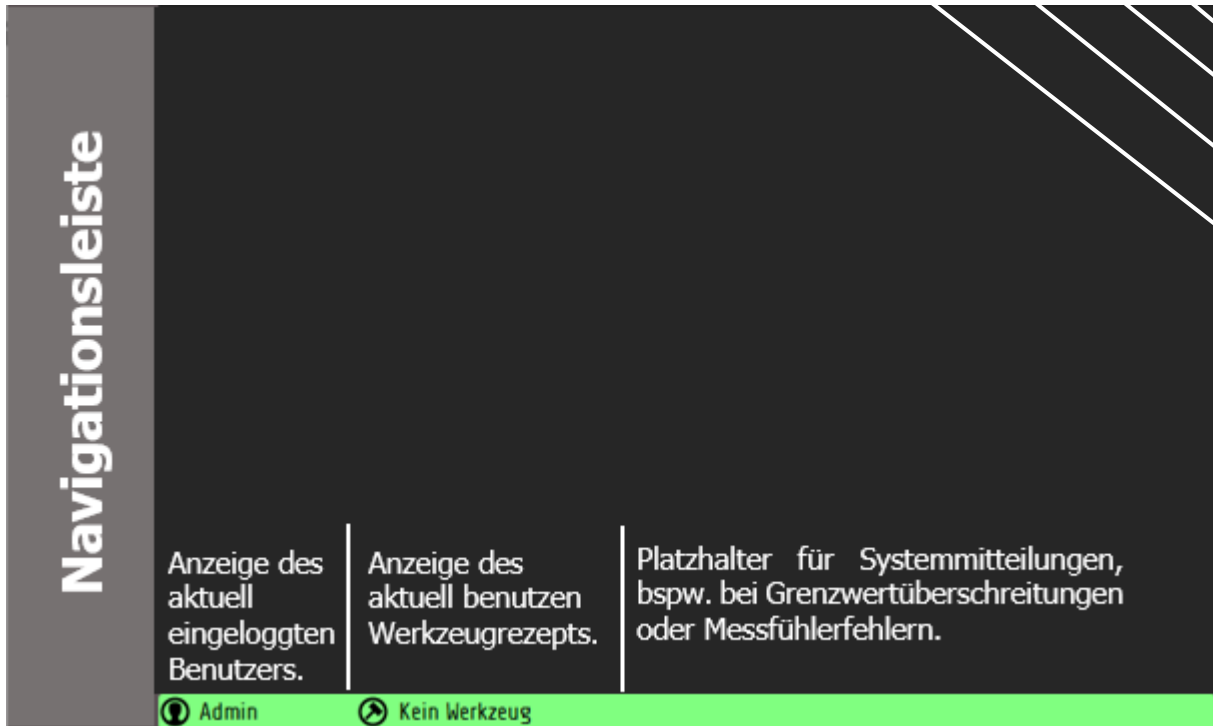 Navigationsleiste
Anzeige des
aktuell
eingeloggten
Benutzers.
Anzeige des
aktuell benutzen
Werkzeugrezepts.
Platzhalter für Systemmitteilungen,
bspw. bei Grenzwertüberschreitungen
oder Messfühlerfehlern.
Admin
Kein Werkzeug